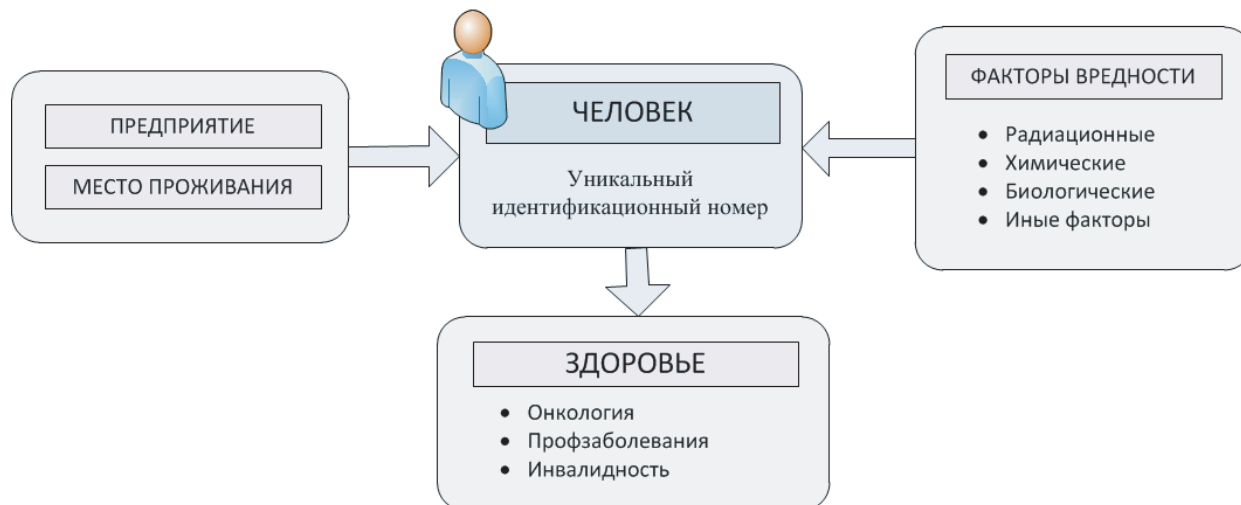 ПРЕДПРИЯТИЕ
МЕСТО ПРОЖИВАНИЯ
ЧЕЛОВЕК
Уникальный
идентификационный номер
ФАКТОРЫ ВРЕДНОСТИ
• Радиационные
• Химические
• Биологические
• Иные факторы
ЗДОРОВЬЕ
• Онкология
• Профзаболевания
• Инвалидность